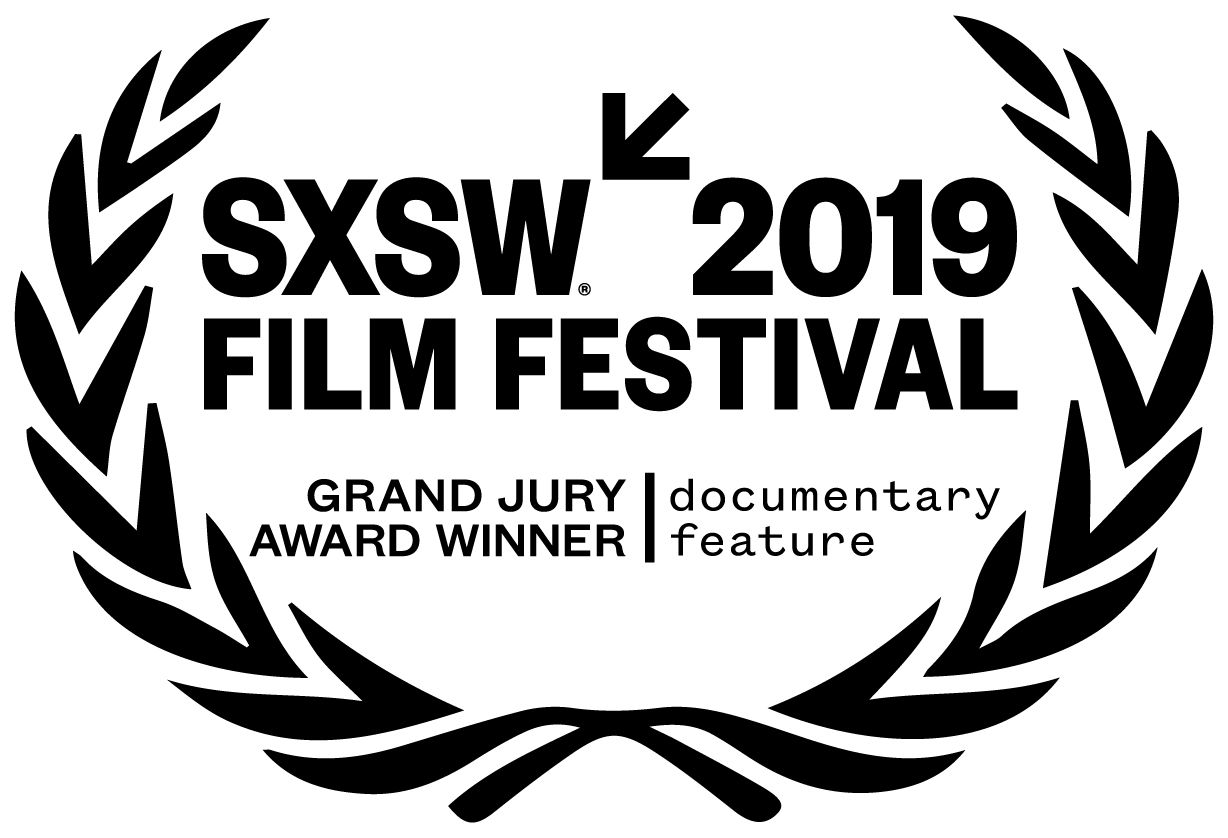 SXSW® 2019
FILM FESTIVAL
GRAND JURY
AWARD WINNER
documentary
feature